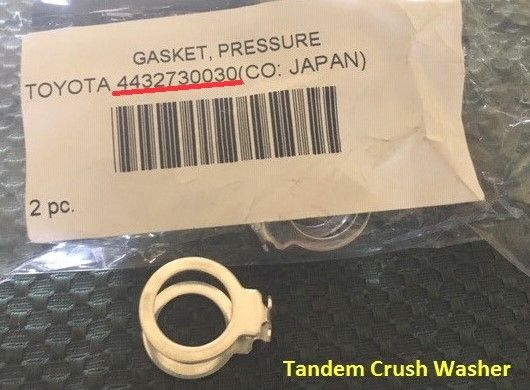 GASKET, PRESSURE
TOYOTA 4432730030(CO: JAPAN)
2 pc.
Tandem Crush Washer